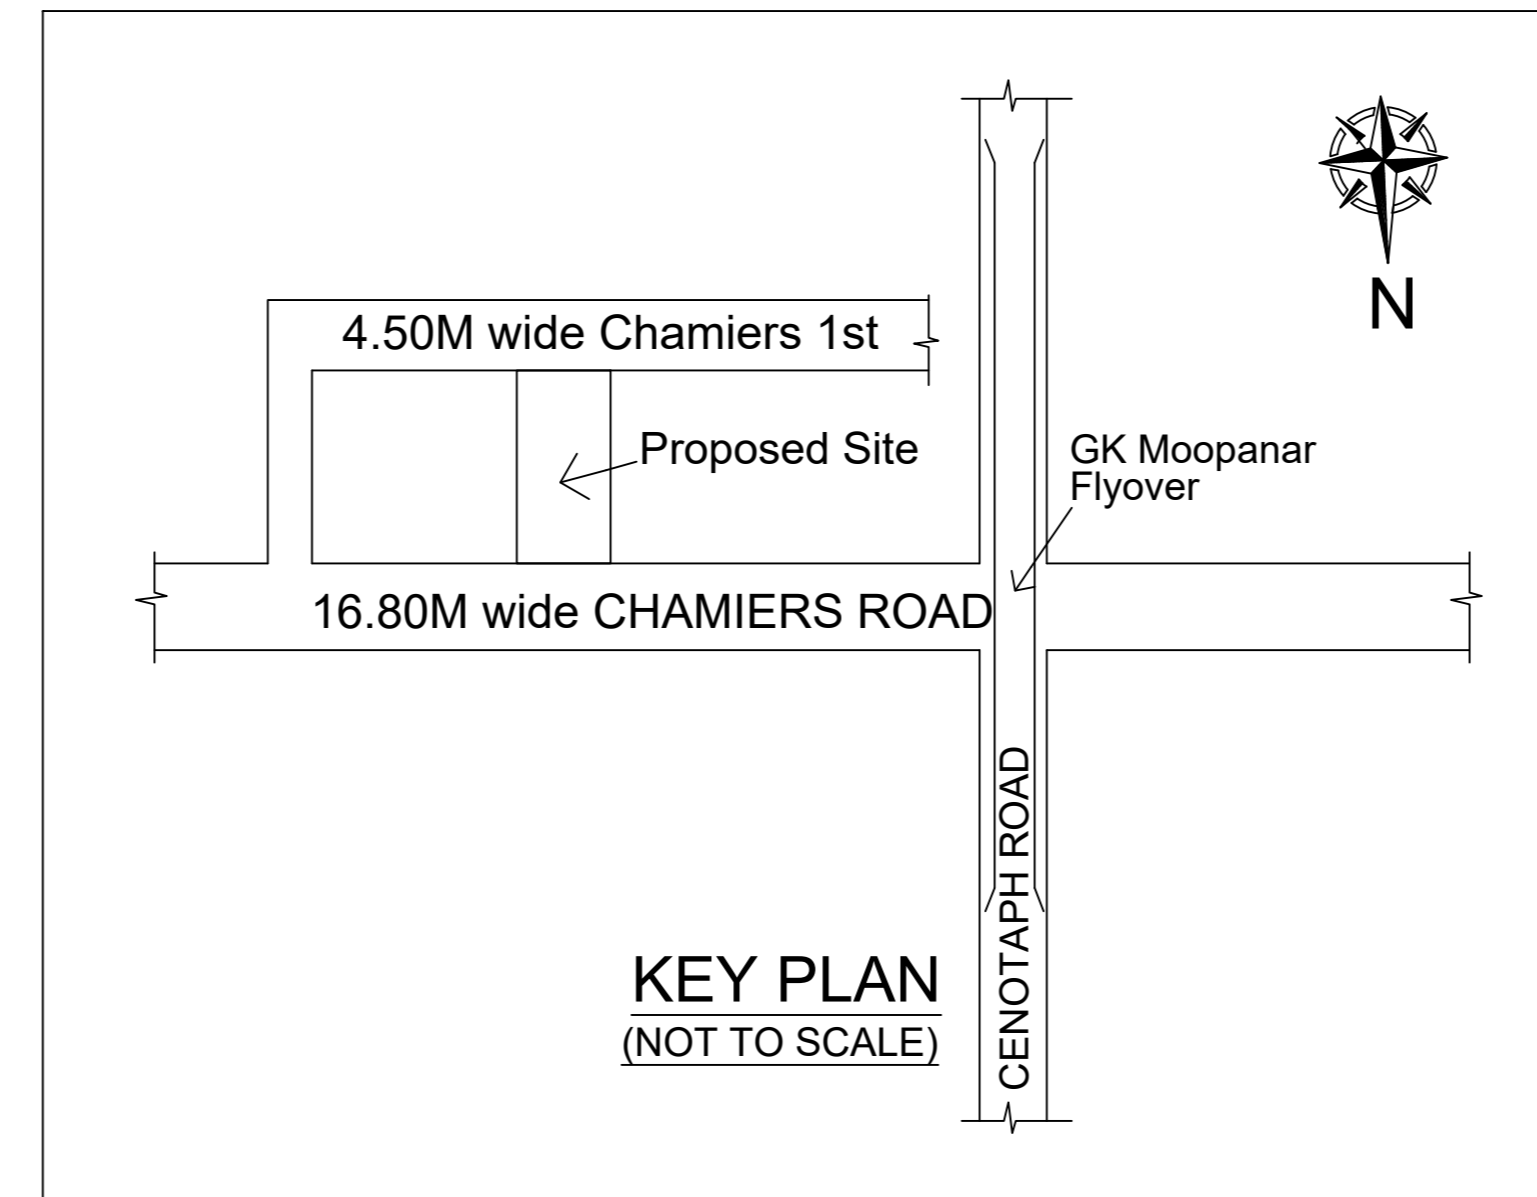 N
4.50M wide Chamiers 1st
Proposed Site
GK Moopanar
Flyover
16.80M wide CHAMIERS ROAD
CENOTAPH ROAD
KEY PLAN
(NOT TO SCALE)